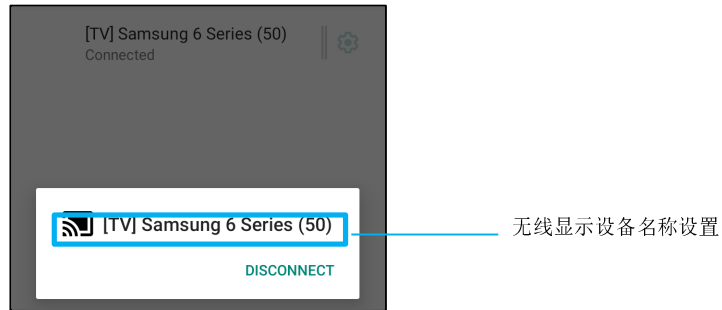 [TV] Samsung 6 Series (50)
Connected
[TV] Samsung 6 Series (50)
无线显示设备名称设置
DISCONNECT